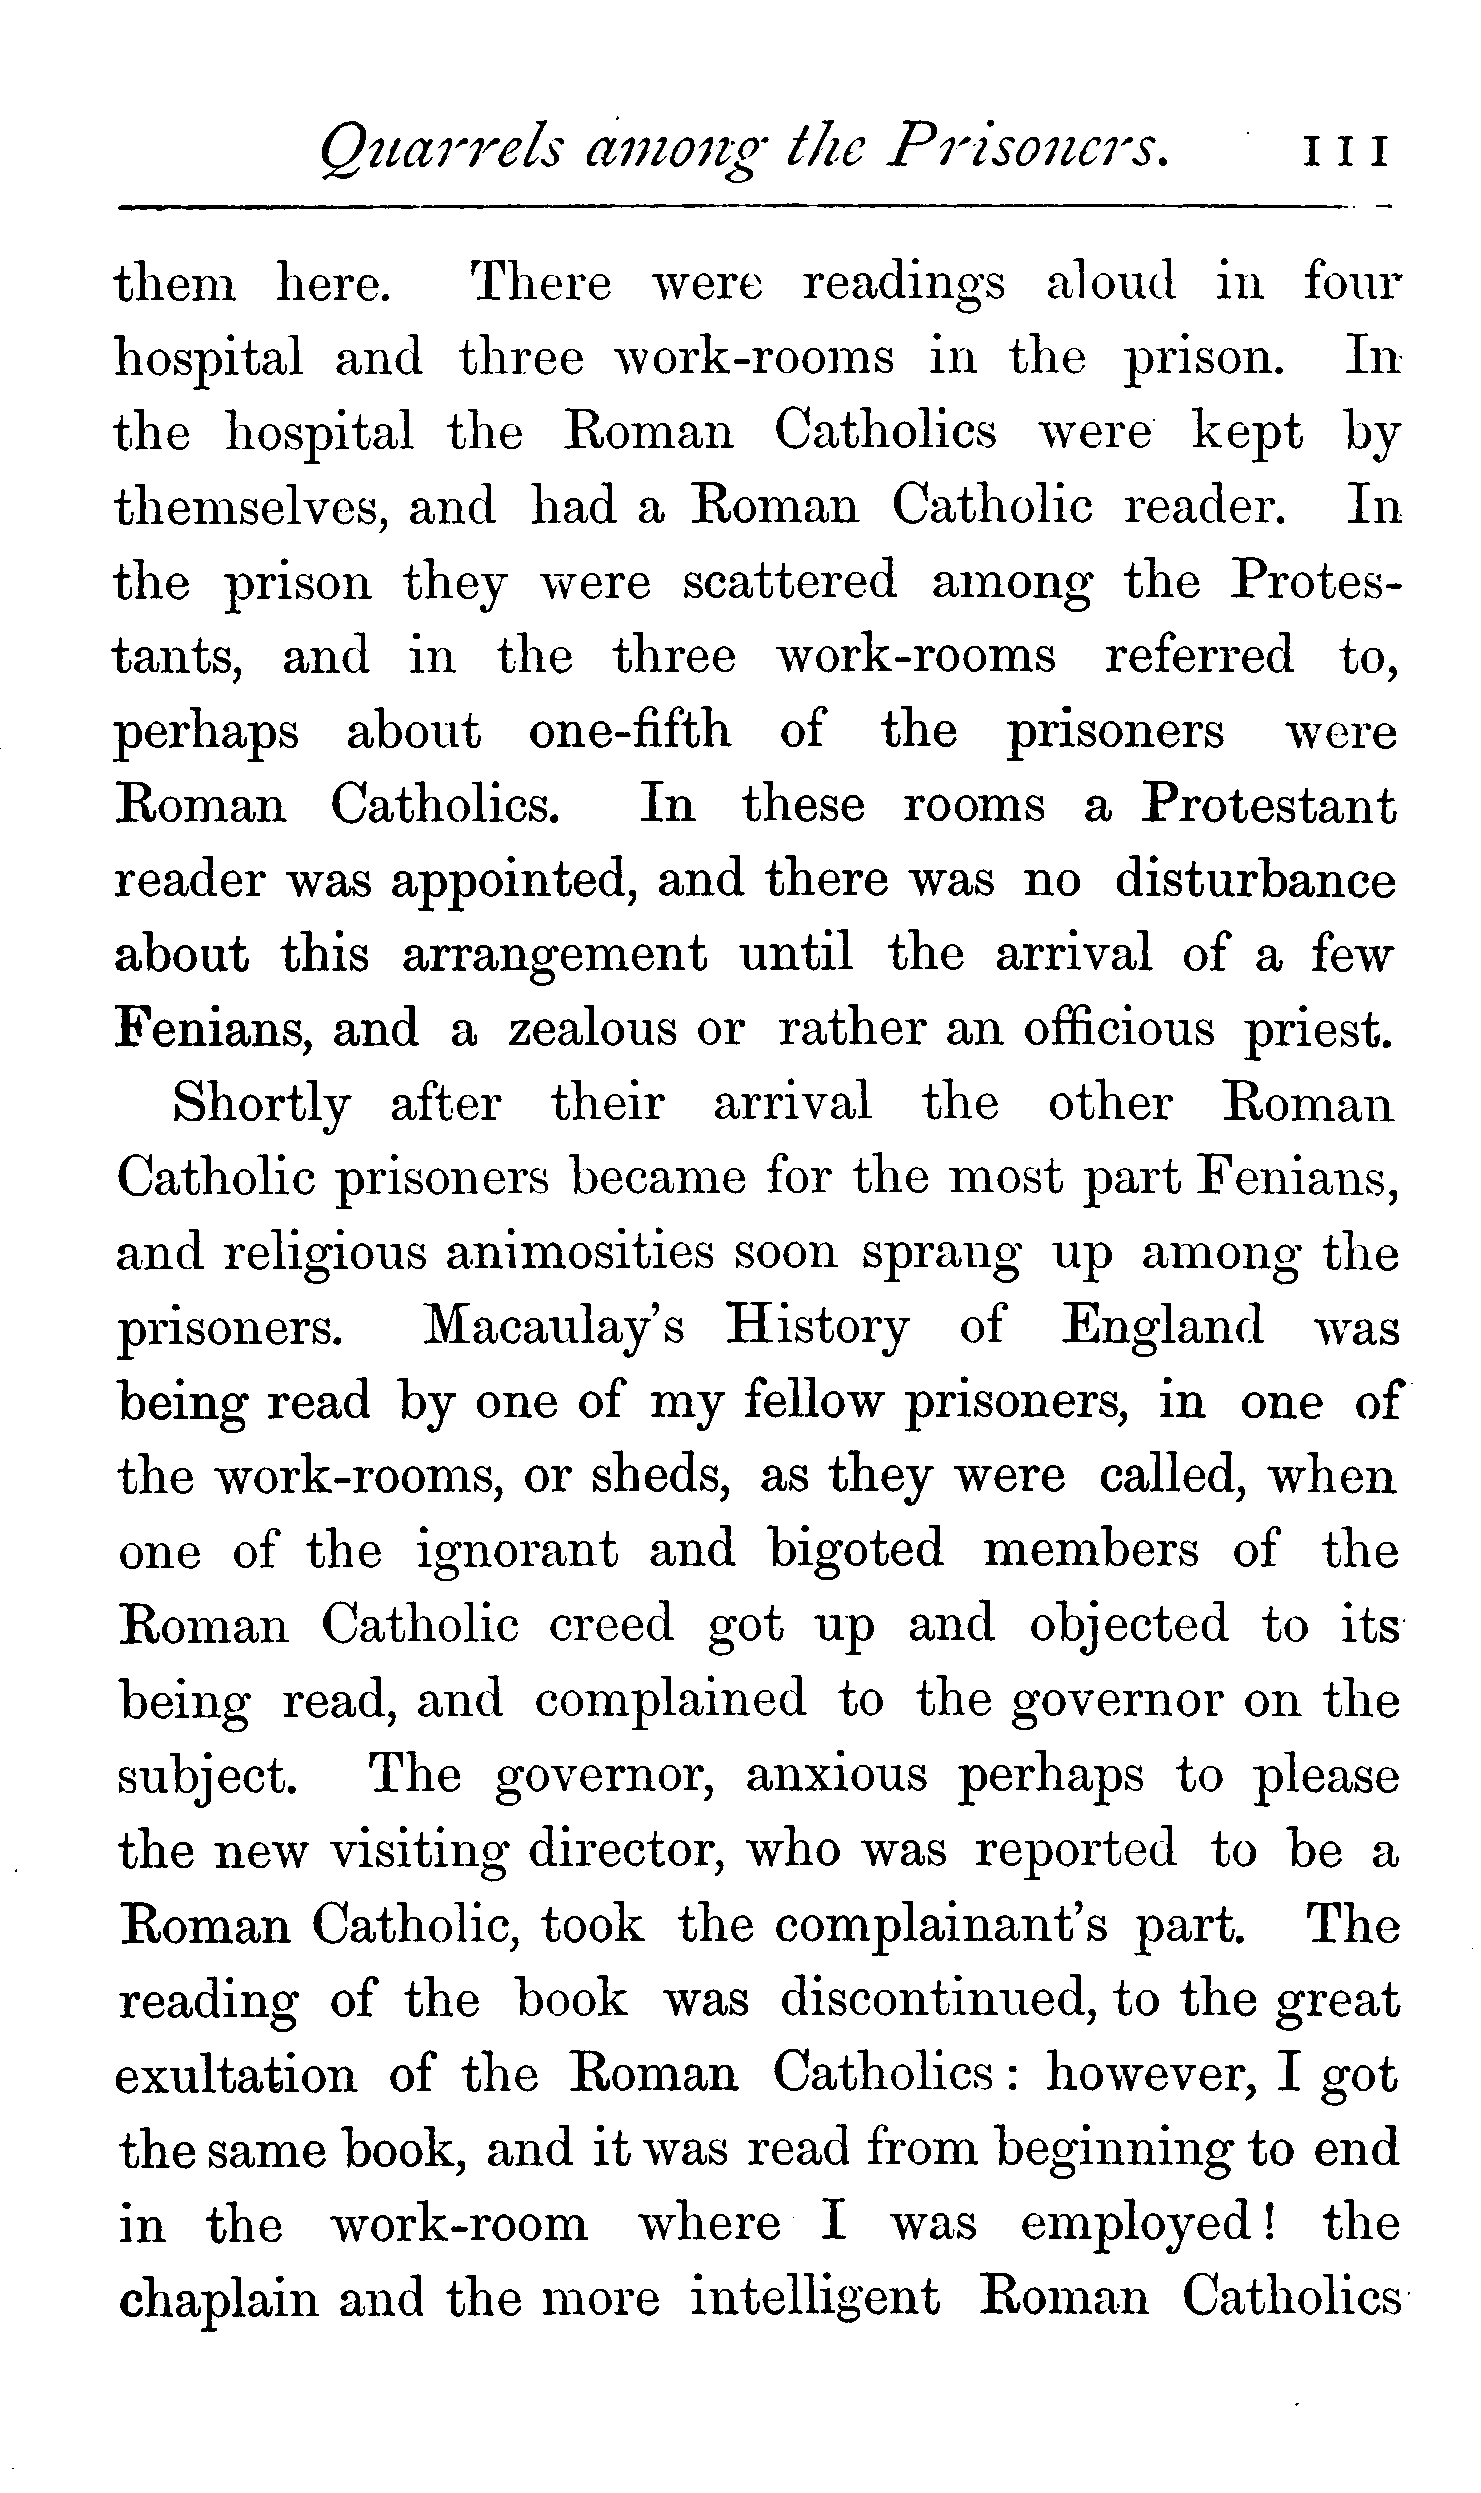 Quarrels among the Prisoners. 111
them here. There were readings aloud in four
hospital and three work-rooms in the prison. In
the hospital the Roman Catholics were kept by
themselves, and had a Roman Catholic reader. In
the prison they were scattered among the Protes-
tants, and in the three work-rooms referred to,
perhaps about one-fifth of the prisoners were
Roman Catholics. In these rooms a Protestant
reader was appointed, and there was no disturbance
about this arrangement until the arrival of a few
Fenians, and a zealous or rather an officious priest.
Shortly after their arrival the other Roman
Catholic prisoners became for the most part Fenians,
and religious animosities soon sprang up among the
prisoners. Macaulay's History of England was
being read by one of my fellow prisoners, in one of
the work-rooms, or sheds, as they were called, when
one of the ignorant and bigoted members of the
Roman Catholic creed got up and objected to its
being read, and complained to the governor on the
subject. The governor, anxious perhaps to please
the new visiting director, who was reported to be a
Roman Catholic, took the complainant's part. The
reading of the book was discontinued, to the great
exultation of the Roman Catholics : however, I got
the same book, and it was read from beginning to end
in the work-room where I was employed! the
chaplain and the more intelligent Roman Catholics